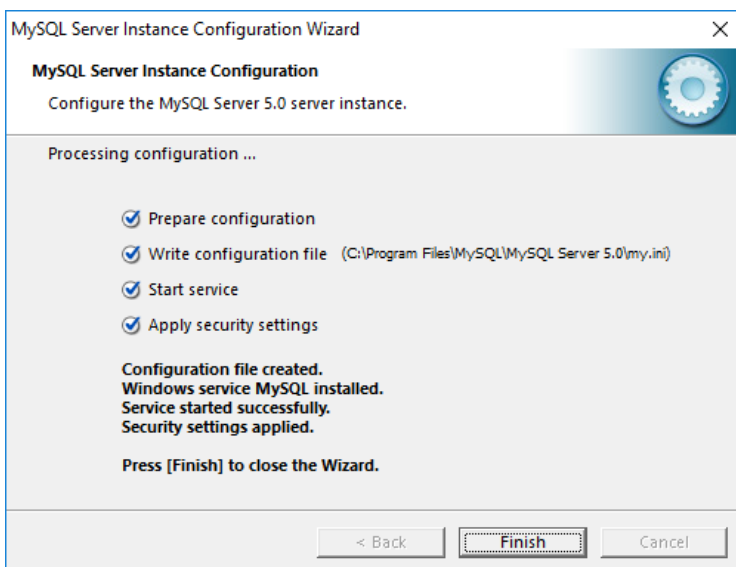 MySQL Server Instance Configuration Wizard
MySQL Server Instance Configuration
Configure the MySQL Server 5.0 server instance.
Processing configuration ...
Prepare configuration
Write configuration file (C:\Program Files\MySQL\MySQL Server 5.0\my.ini)
Start service
Apply security settings
Configuration file created.
Windows service MySQL installed.
Service started successfully.
Security settings applied.
Press [Finish] to close the Wizard.
< Back Finish Cancel